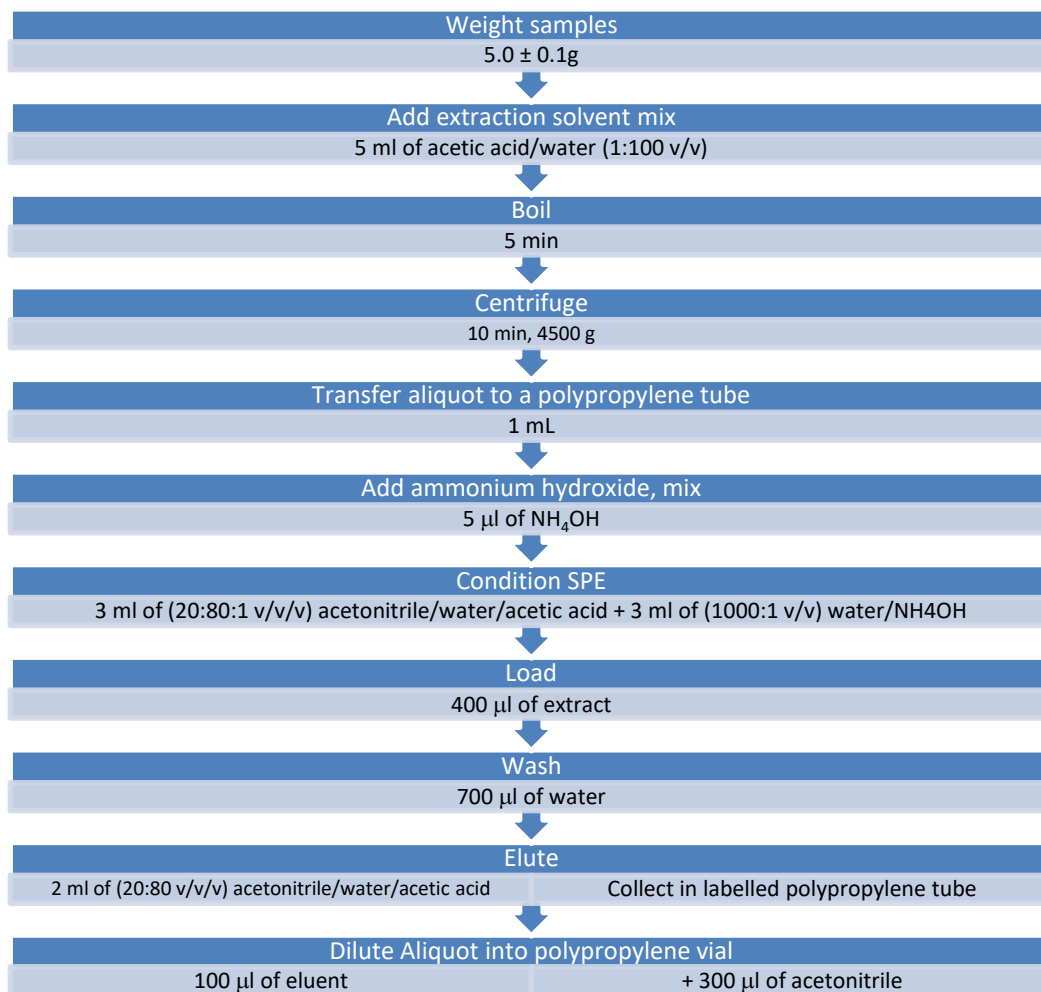 Weight samples
5.0 ± 0.1g
Add extraction solvent mix
5 ml of acetic acid/water (1:100 v/v)
Boil
5 min
Centrifuge
10 min, 4500 g
Transfer aliquot to a polypropylene tube
1 mL
Add ammonium hydroxide, mix
5 μl of NH₄OH
Condition SPE
3 ml of (20:80:1 v/v/v) acetonitrile/water/acetic acid + 3 ml of (1000:1 v/v) water/NH4OH
Load
400 μl of extract
Wash
700 μl of water
Elute
2 ml of (20:80 v/v/v) acetonitrile/water/acetic acid
Collect in labelled polypropylene tube
Dilute Aliquot into polypropylene vial
100 μl of eluent
+ 300 μl of acetonitrile